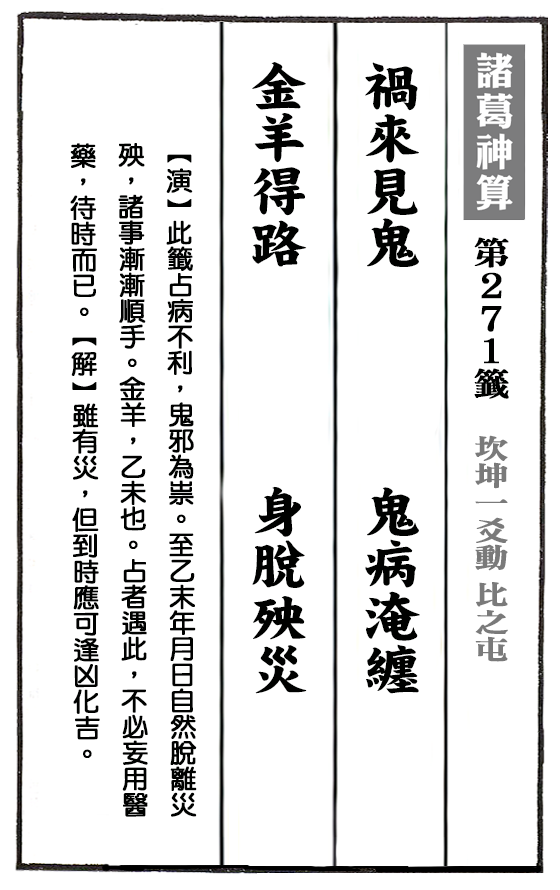 諸葛神算 第271籤 坎坤一爻動 比之屯
禍來見鬼 鬼病淹纏
金羊得路 身脫殃災
【演】此籤占病不利，鬼邪為祟。至乙末年月日自然脫離災
殃，諸事漸漸順手。金羊，乙未也。占者遇此，不必妄用醫
藥，待時而已。【解】雖有災，但到時應可逢凶化吉。